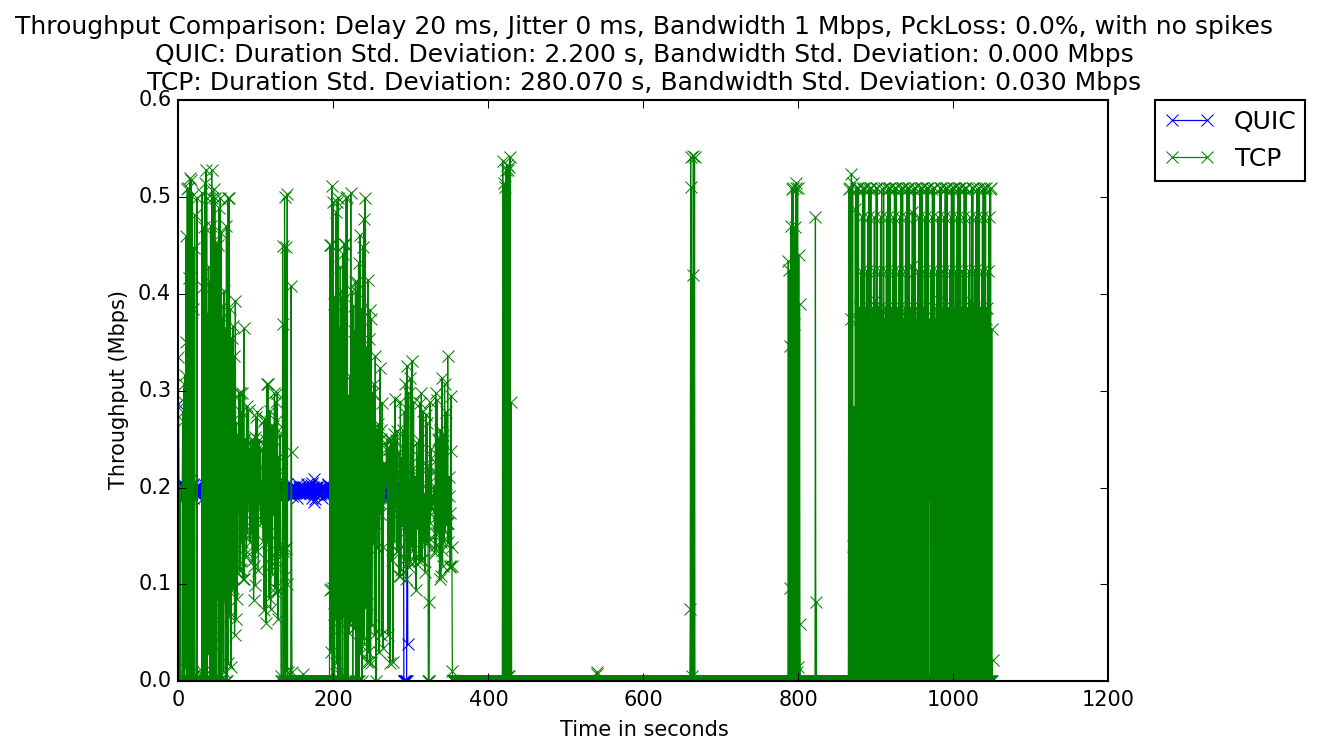 Throughput Comparison: Delay 20 ms, Jitter 0 ms, Bandwidth 1 Mbps, PckLoss: 0.0%, with no spikes
QUIC: Duration Std. Deviation: 2.200 s, Bandwidth Std. Deviation: 0.000 Mbps
TCP: Duration Std. Deviation: 280.070 s, Bandwidth Std. Deviation: 0.030 Mbps
QUIC
TCP
Throughput (Mbps)
0.6
0.5
0.4
0.3
0.2
0.1
0.0
0 200 400 600 800 1000 1200
Time in seconds